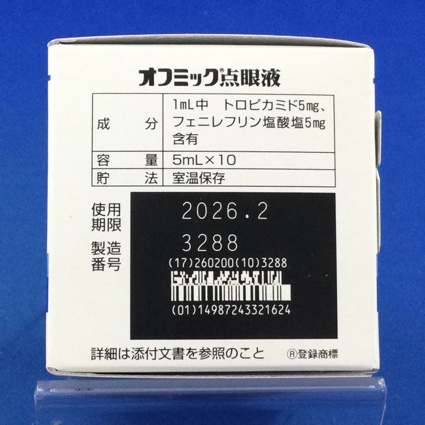 オフミック®点眼液
成分 1mL中 トロピカミド5mg、
フェニレフリン塩酸塩5mg
含有
容量 5mL×10
貯法 室温保存
使用期限 2026.2
製造番号 3288
(17)260200(10)3288
(01)14987243321624
詳細は添付文書を参照のこと ®登録商標